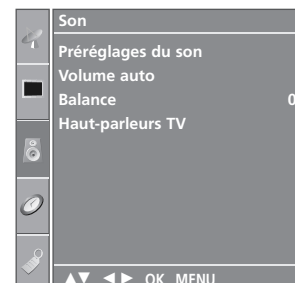 Son
Préréglages du son
Volume auto
Balance 0
Haut-parleurs TV
▲▼ ◄► OK MENU